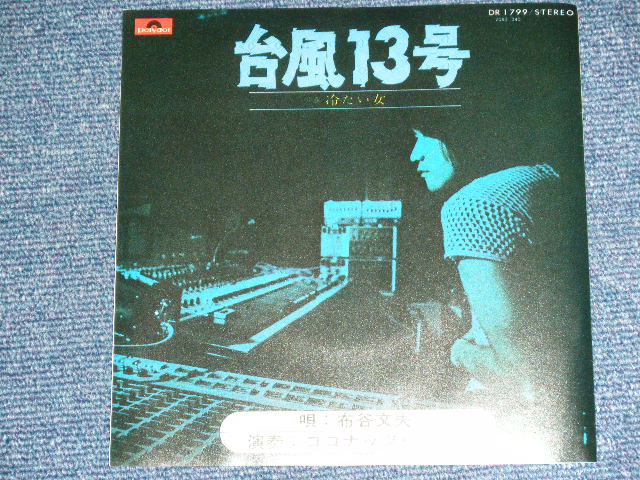 polydor
DR 1799/STEREO
台風13号
冷たい女
唄:布谷文夫
演奏:ココナッツ